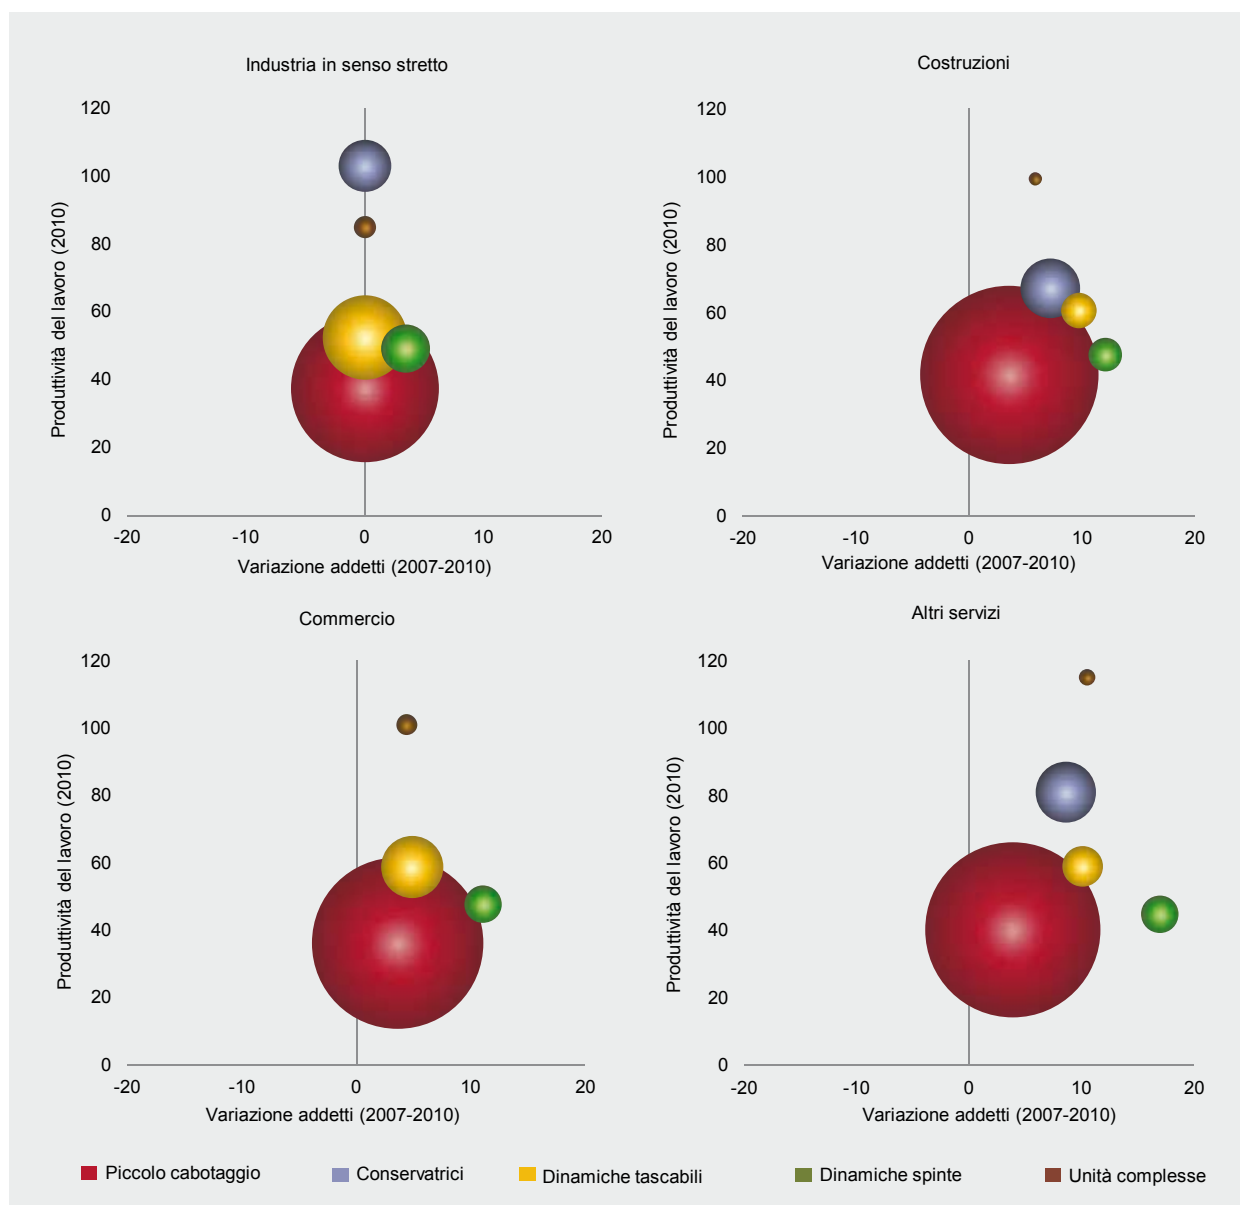 Industria in senso stretto
120
100
80
60
40
20
0
-20 -10 0 10 20
Produttività del lavoro (2010)
Variazione addetti (2007-2010)
Costruzioni
120
100
80
60
40
20
0
-20 -10 0 10 20
Produttività del lavoro (2010)
Variazione addetti (2007-2010)
Commercio
120
100
80
60
40
20
0
-20 -10 0 10 20
Produttività del lavoro (2010)
Variazione addetti (2007-2010)
Altri servizi
120
100
80
60
40
20
0
-20 -10 0 10 20
Produttività del lavoro (2010)
Variazione addetti (2007-2010)
Piccolo cabotaggio Conservatrici Dinamiche tascabili Dinamiche spinte Unità complesse